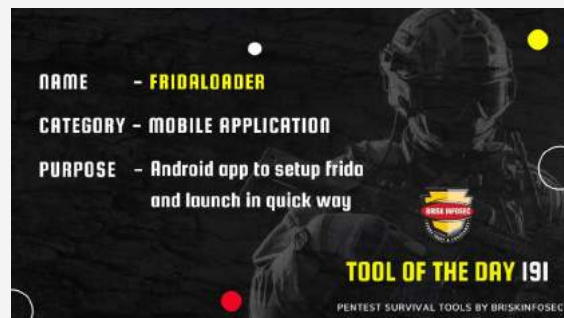 NAME - FRIDALOADER
CATEGORY - MOBILE APPLICATION
PURPOSE - Android app to setup frida
and launch in quick way
BRISK INFOSEC
TOOL OF THE DAY 191
PENTEST SURVIVAL TOOLS BY BRISKINFOSEC